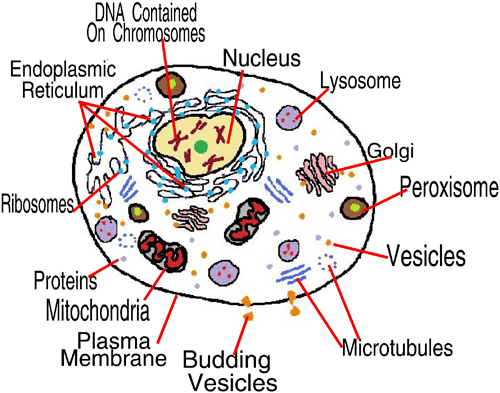 DNA Contained
On Chromosomes
Nucleus
Endoplasmic
Reticulum
Lysosome
Golgi
Peroxisome
Ribosomes
Vesicles
Proteins
Mitochondria
Plasma
Membrane
Microtubules
Budding
Vesicles